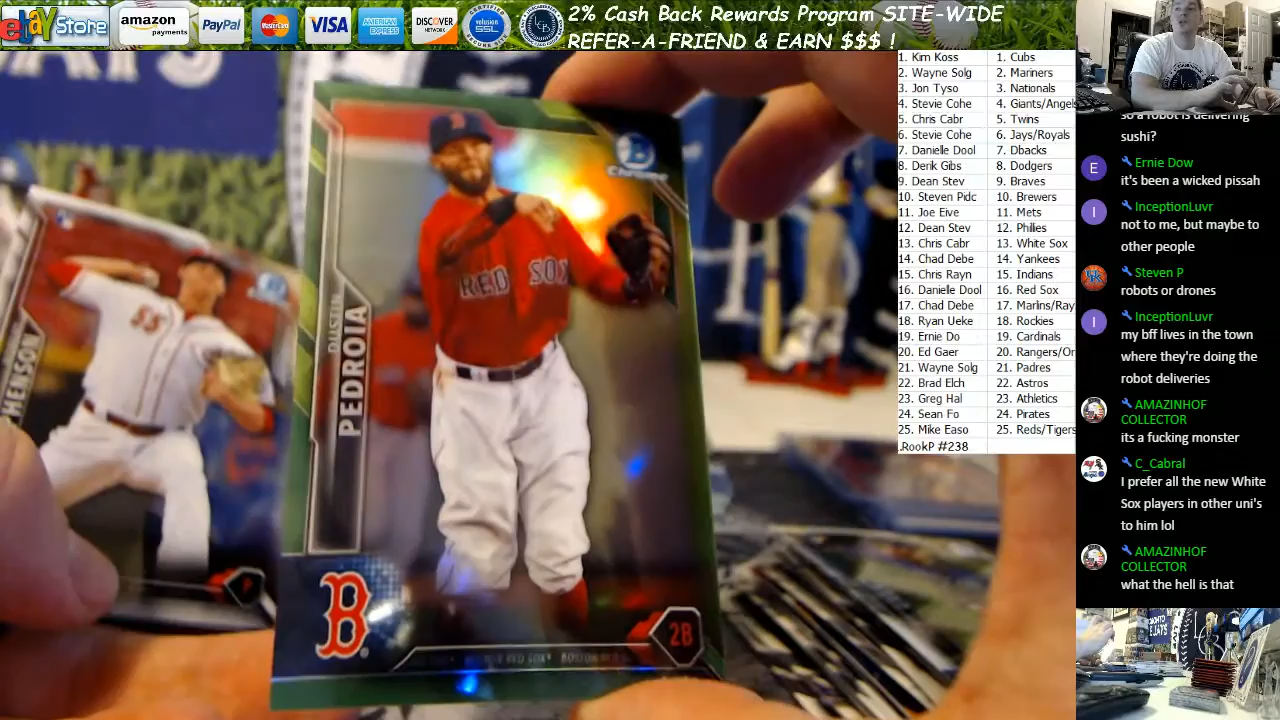 ebay Store
amazon
payments
PayPal
MasterCard
VISA
AMERICAN
EXPRESS
DISCOVER
NETWORK
volusion
SSL
2% Cash Back Rewards Program SITE-WIDE
REFER-A-FRIEND & EARN $$$ !
1. Kim Koss 1. Cubs
2. Wayne Solg 2. Mariners
3. Jon Tyso 3. Nationals
4. Stevie Cohe 4. Giants/Angels
5. Chris Cabr 5. Twins
6. Stevie Cohe 6. Jays/Royals
7. Danielle Dool 7. Dbacks
8. Derik Gibs 8. Dodgers
9. Dean Stev 9. Braves
10. Steven Pidc 10. Brewers
11. Joe Eive 11. Mets
12. Dean Stev 12. Philies
13. Chris Cabr 13. White Sox
14. Chad Debe 14. Yankees
15. Chris Rayn 15. Indians
16. Danielle Dool 16. Red Sox
17. Chad Debe 17. Marlins/Ray
18. Ryan Ueke 18. Rockies
19. Ernie Do 19. Cardinals
20. Ed Gaer 20. Rangers/Or
21. Wayne Solg 21. Padres
22. Brad Elch 22. Astros
23. Greg Hal 23. Athletics
24. Sean Fo 24. Pirates
25. Mike Easo 25. Reds/Tigers
.RookP #238
so a robot is delivering
sushi?
E
Ernie Dow
it's been a wicked pissah
I
InceptionLuvr
not to me, but maybe to
other people
Steven P
robots or drones
I
InceptionLuvr
my bff lives in the town
where they're doing the
robot deliveries
AMAZINHOF
COLLECTOR
its a fucking monster
C_Cabral
I prefer all the new White
Sox players in other uni's
to him lol
AMAZINHOF
COLLECTOR
what the hell is that
Chrome
RED SOX
DUSTIN
PEDROIA
B
2B
HENSON
55
P